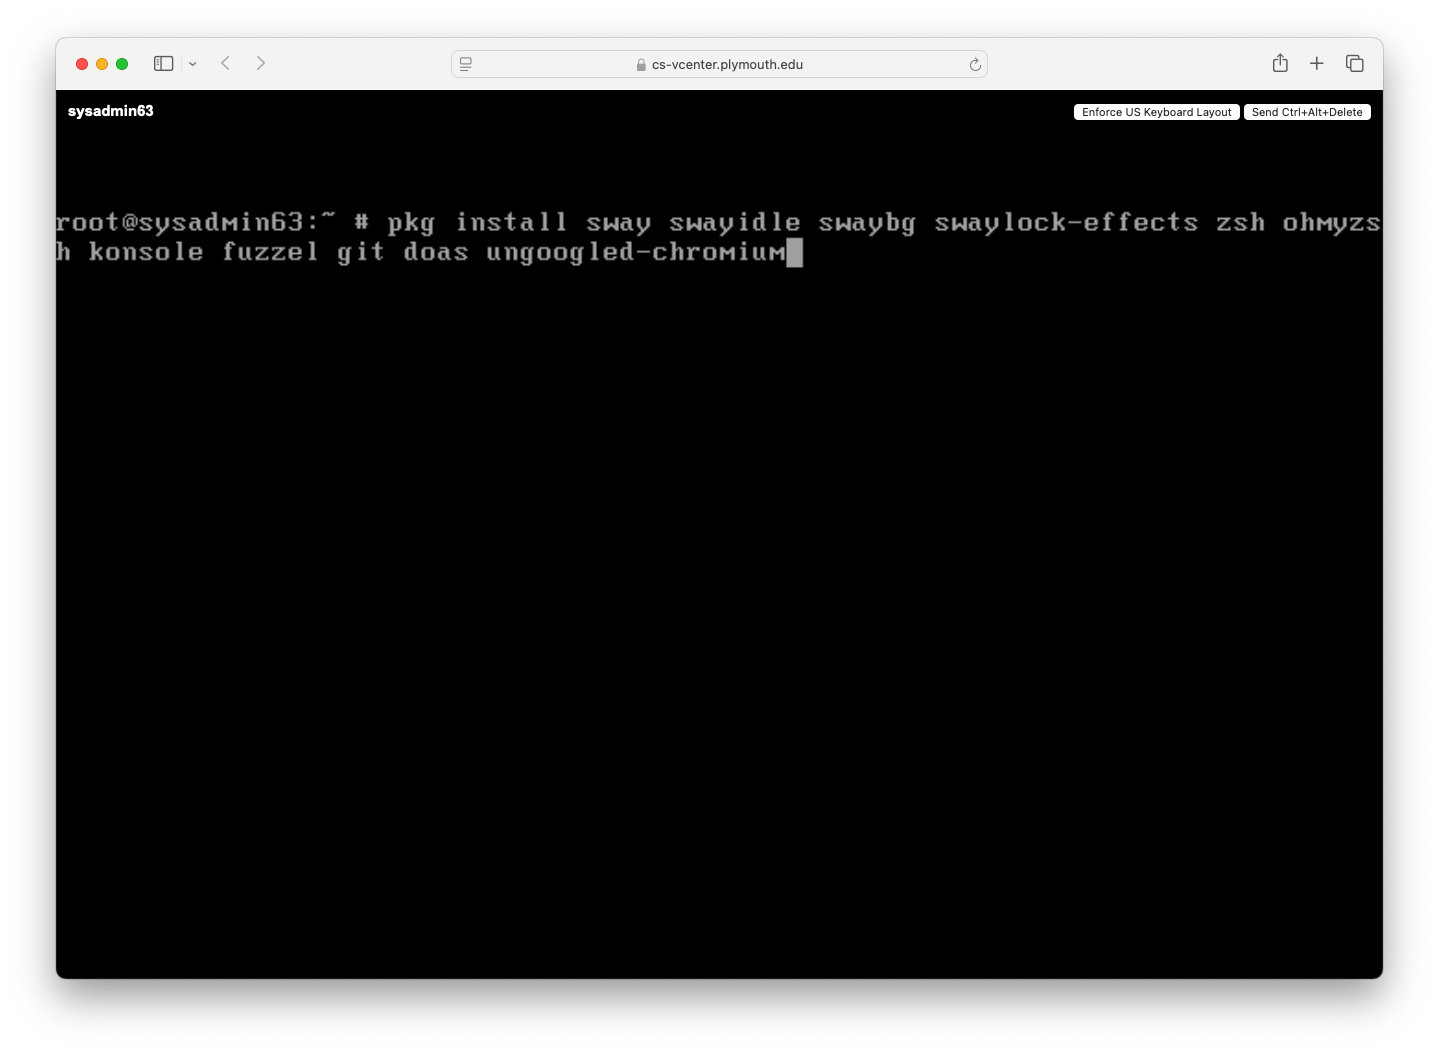 cs-vcenter.plymouth.edu
sysadmin63
Enforce US Keyboard Layout
Send Ctrl+Alt+Delete
root@sysadmin63:~ # pkg install sway swayidle swaybg swaylock-effects zsh ohmyzs
h konsole fuzzel git doas ungoogled-chromium